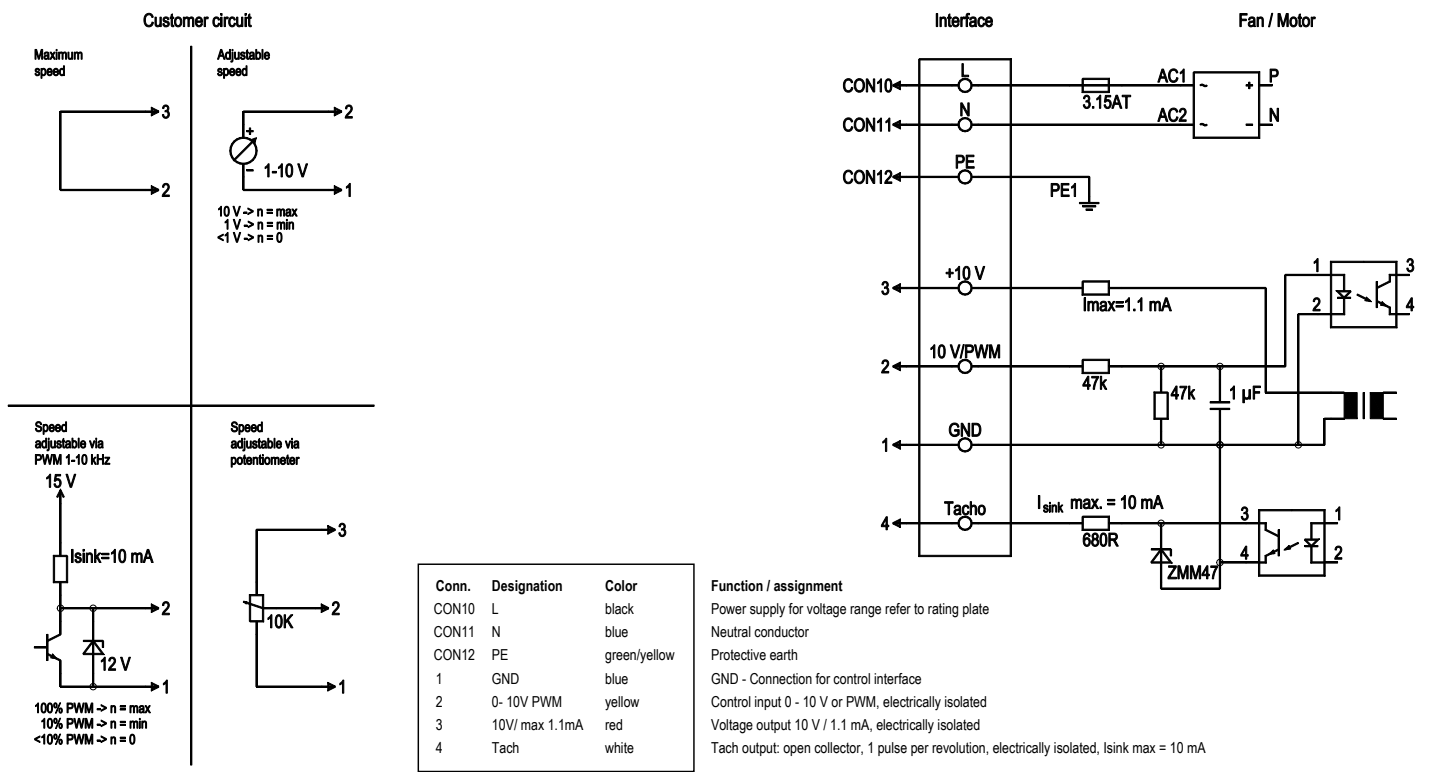 Customer circuit
Interface
Fan / Motor
Maximum
speed
3
2
Adjustable
speed
2
+
-
1-10 V
1
10 V -> n = max
1 V -> n = min
<1 V -> n = 0
Speed
adjustable via
PWM 1-10 kHz
15 V
Isink=10 mA
2
12 V
1
100% PWM -> n = max
10% PWM -> n = min
<10% PWM -> n = 0
Speed
adjustable via
potentiometer
3
2
10K
1
CON10
L
3.15AT
AC1
~
+
P
CON11
N
AC2
~
-
N
CON12
PE
PE1
3
+10 V
Imax=1.1 mA
1
2
3
4
2
10 V/PWM
47k
47k
1 µF
1
GND
4
Tacho
Isink max. = 10 mA
680R
ZMM47
3
4
1
2
Conn. Designation Color Function / assignment
CON10 L black Power supply for voltage range refer to rating plate
CON11 N blue Neutral conductor
CON12 PE green/yellow Protective earth
1 GND blue GND - Connection for control interface
2 0- 10V PWM yellow Control input 0 - 10 V or PWM, electrically isolated
3 10V/ max 1.1mA red Voltage output 10 V / 1.1 mA, electrically isolated
4 Tach white Tach output: open collector, 1 pulse per revolution, electrically isolated, Isink max = 10 mA